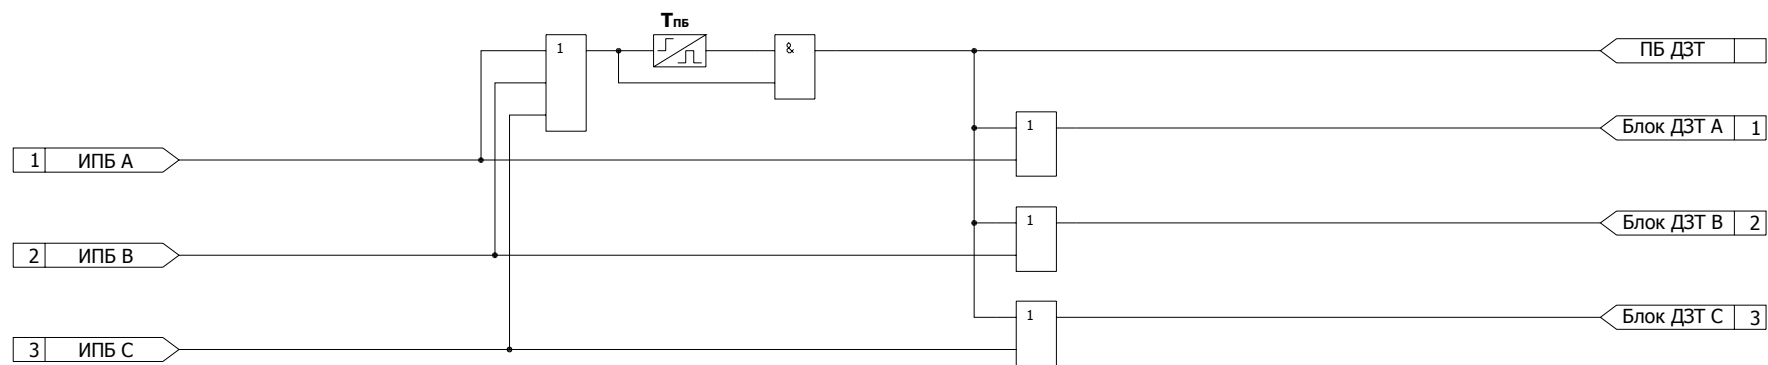 Tпб
1
&
ПБ ДЗТ
1
Блок ДЗТ А 1
1 ИПБ А
1
Блок ДЗТ В 2
2 ИПБ В
1
Блок ДЗТ С 3
3 ИПБ С